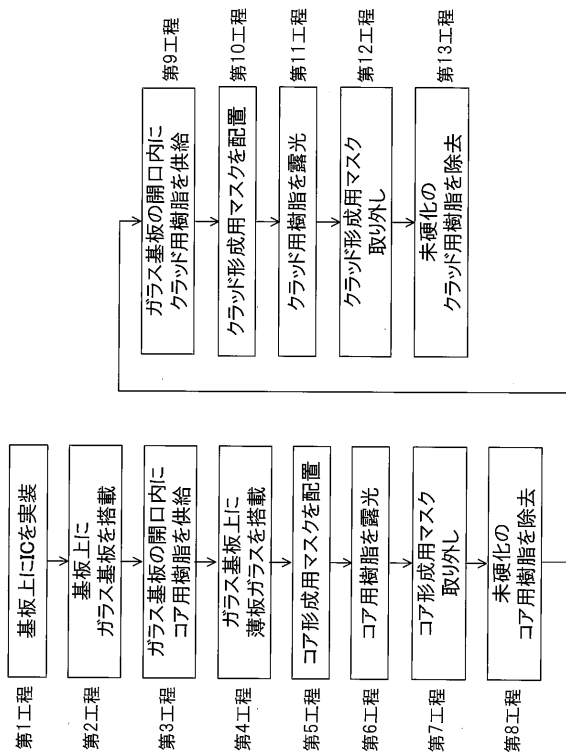 第1工程
基板上にICを実装
第2工程
基板上に
ガラス基板を搭載
第3工程
ガラス基板の開口内に
コア用樹脂を供給
第4工程
ガラス基板上に
薄板ガラスを搭載
第5工程
コア形成用マスクを配置
第6工程
コア用樹脂を露光
第7工程
コア形成用マスク
取り外し
第8工程
未硬化の
コア用樹脂を除去
第9工程
ガラス基板の開口内に
クラッド用樹脂を供給
第10工程
クラッド形成用マスクを配置
第11工程
クラッド用樹脂を露光
第12工程
クラッド形成用マスク
取り外し
第13工程
未硬化の
クラッド用樹脂を除去